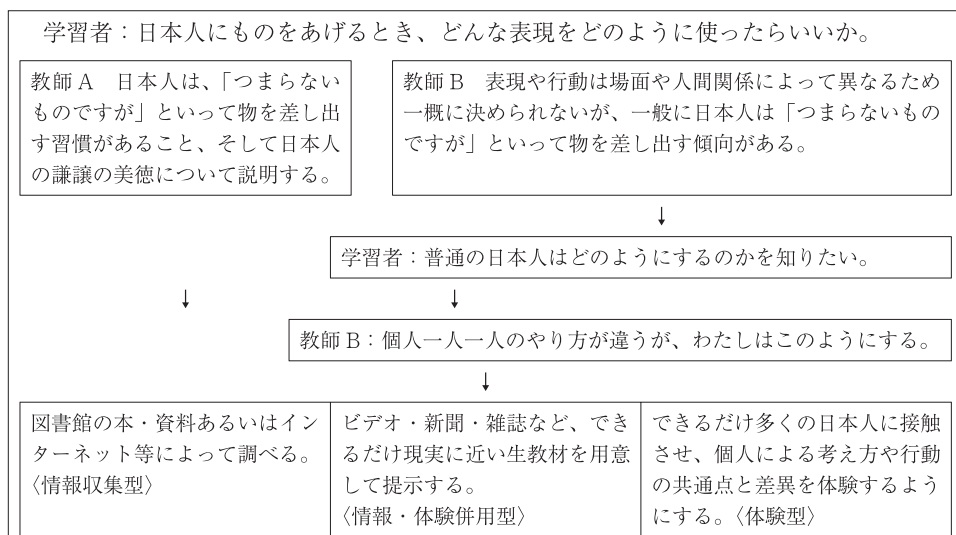 学習者：日本人にものをあげるとき、どんな表現をどのように使ったらいいか。
教師A　日本人は、「つまらない
ものですが」といって物を差し出
す習慣があること、そして日本人
の謙譲の美徳について説明する。
教師B　表現や行動は場面や人間関係によって異なるため
一概に決められないが、一般に日本人は「つまらないもの
ですが」といって物を差し出す傾向がある。
↓
学習者：普通の日本人はどのようにするのかを知りたい。
↓
↓
教師B：個人一人一人のやり方が違うが、わたしはこのようにする。
↓
図書館の本・資料あるいはイン
ターネット等によって調べる。
〈情報収集型〉
ビデオ・新聞・雑誌など、でき
るだけ現実に近い生教材を用意
して提示する。
〈情報・体験併用型〉
できるだけ多くの日本人に接触
させ、個人による考え方や行動
の共通点と差異を体験するよう
にする。〈体験型〉